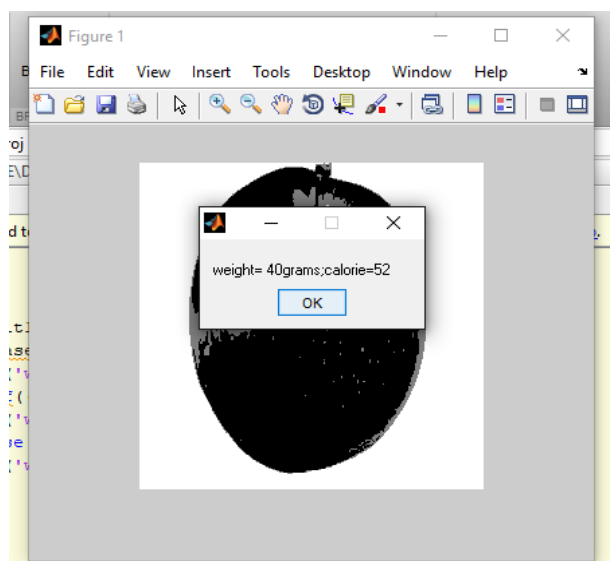 Figure 1
File Edit View Insert Tools Desktop Window Help
weight= 40grams;calorie=52
OK